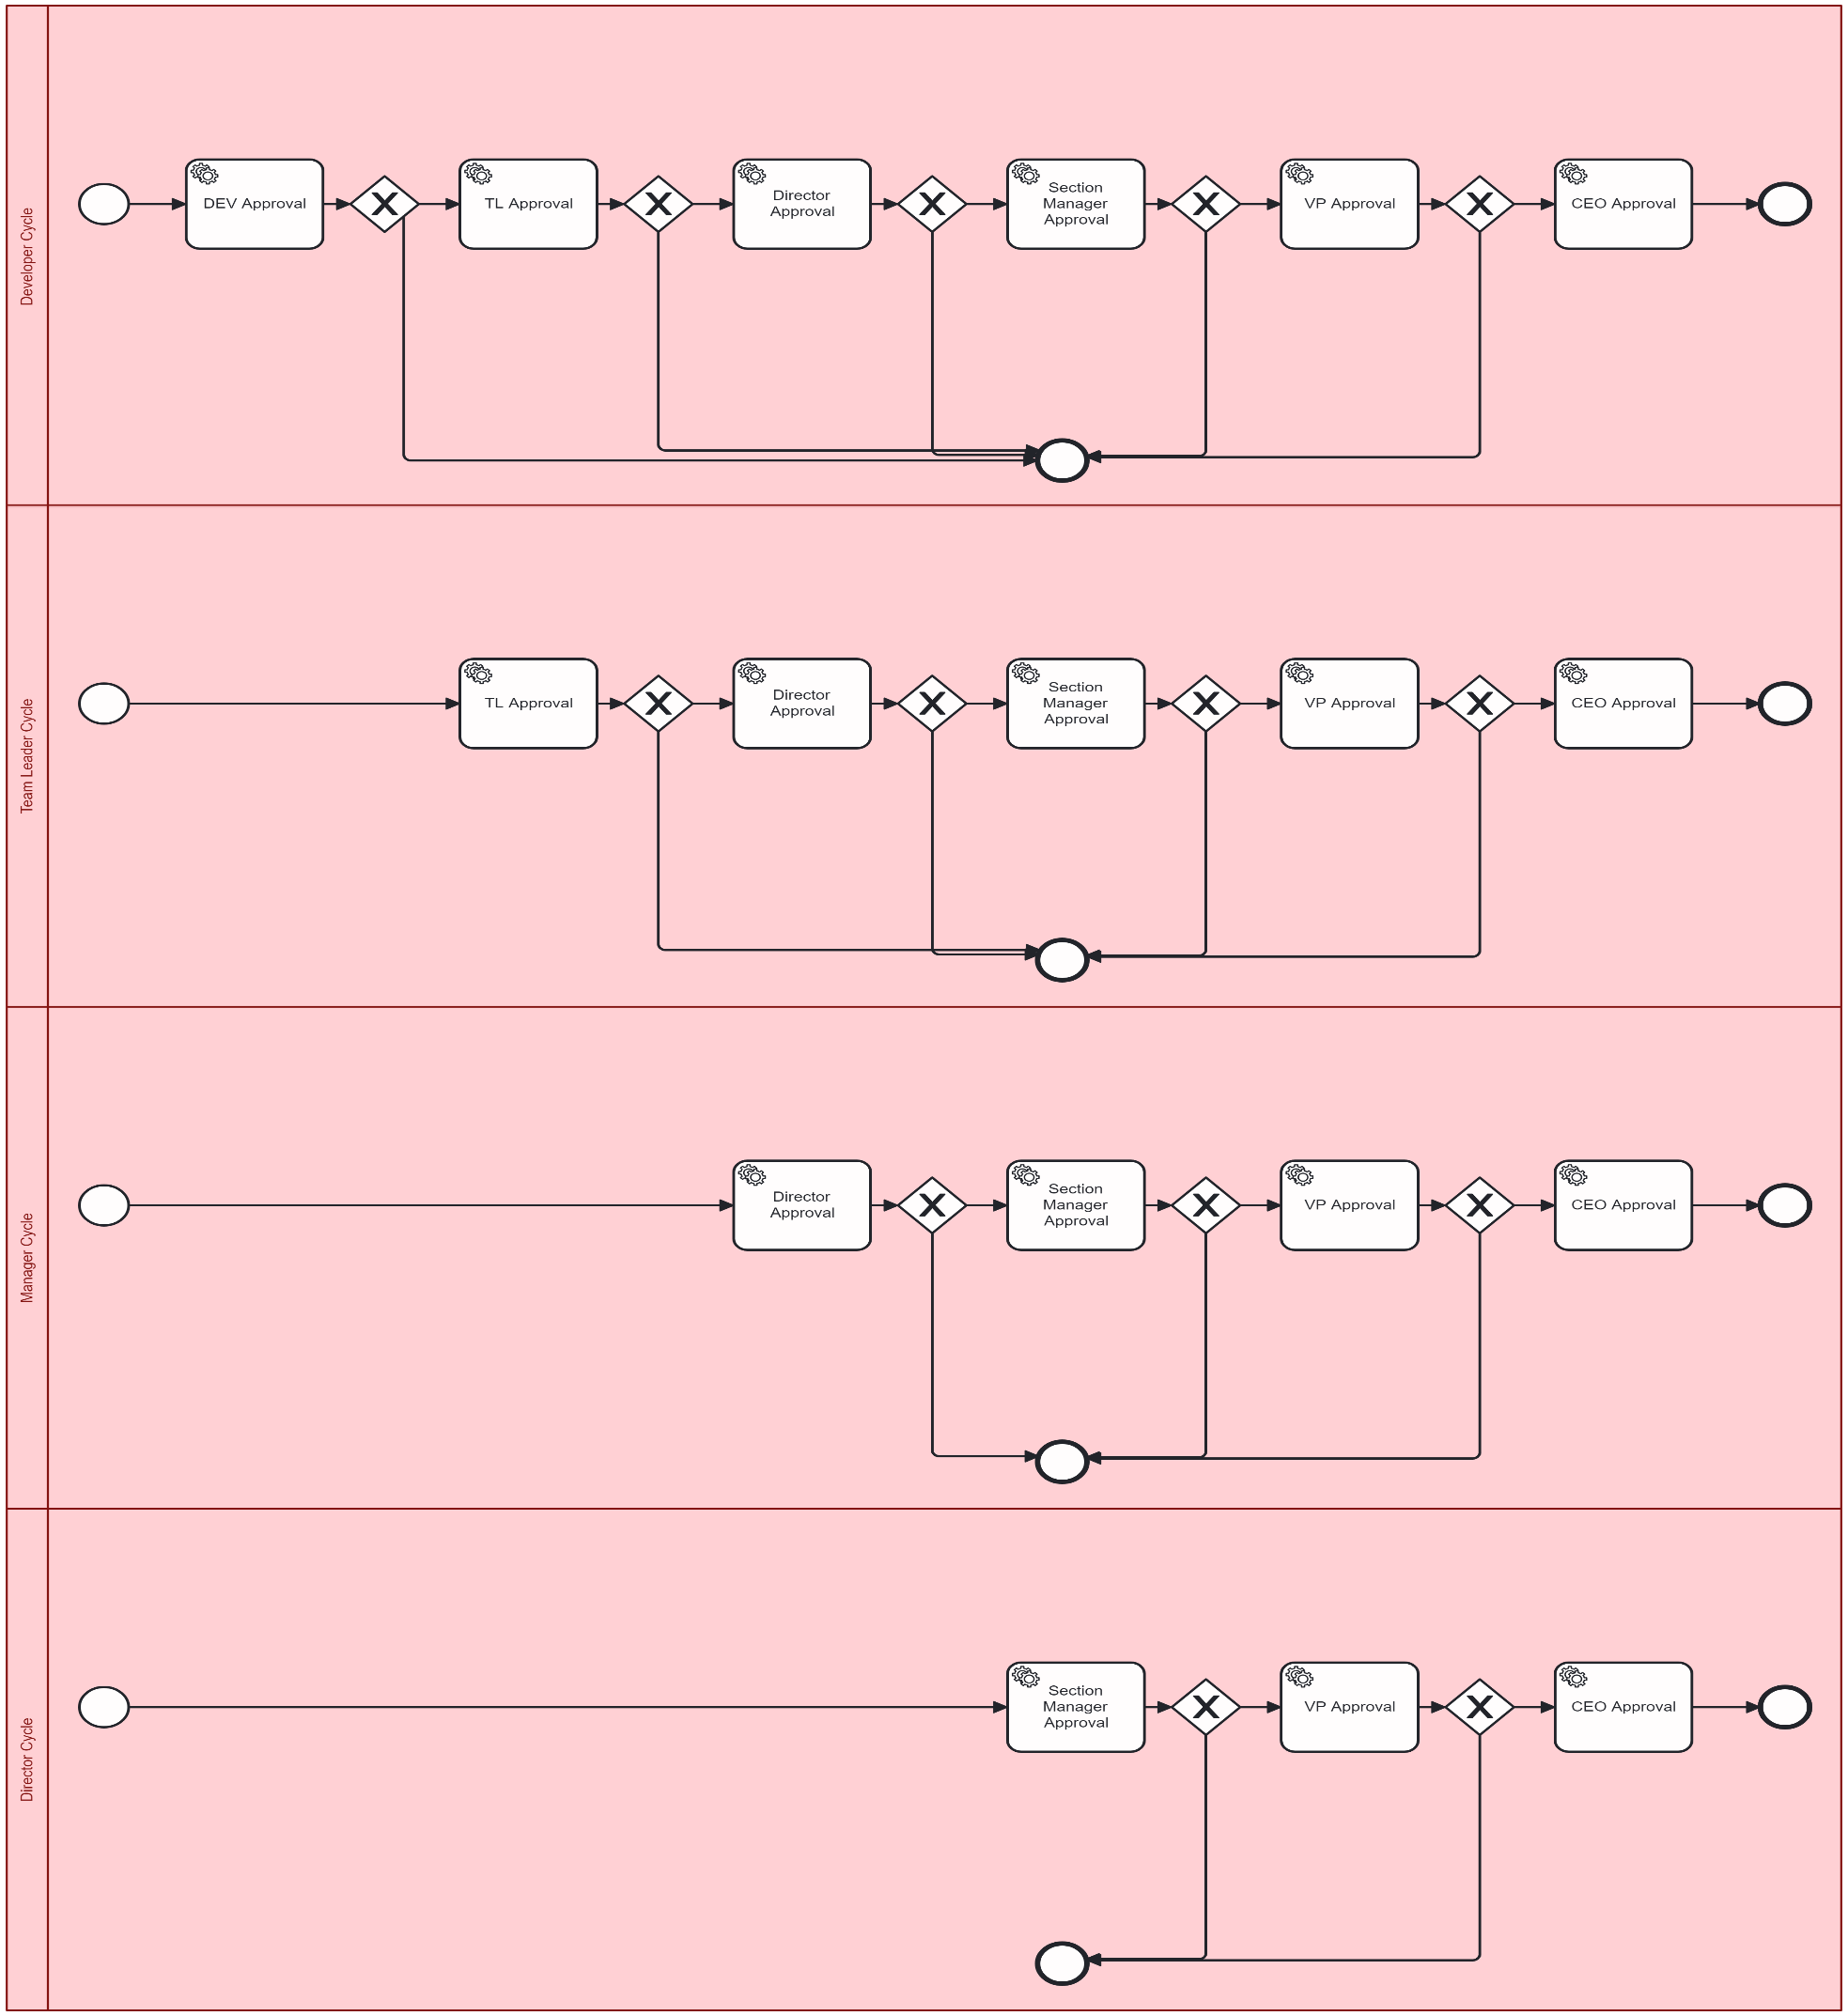 Developer Cycle
DEV Approval
TL Approval
Director
Approval
Section
Manager
Approval
VP Approval
CEO Approval
Team Leader Cycle
TL Approval
Director
Approval
Section
Manager
Approval
VP Approval
CEO Approval
Manager Cycle
Director
Approval
Section
Manager
Approval
VP Approval
CEO Approval
Director Cycle
Section
Manager
Approval
VP Approval
CEO Approval